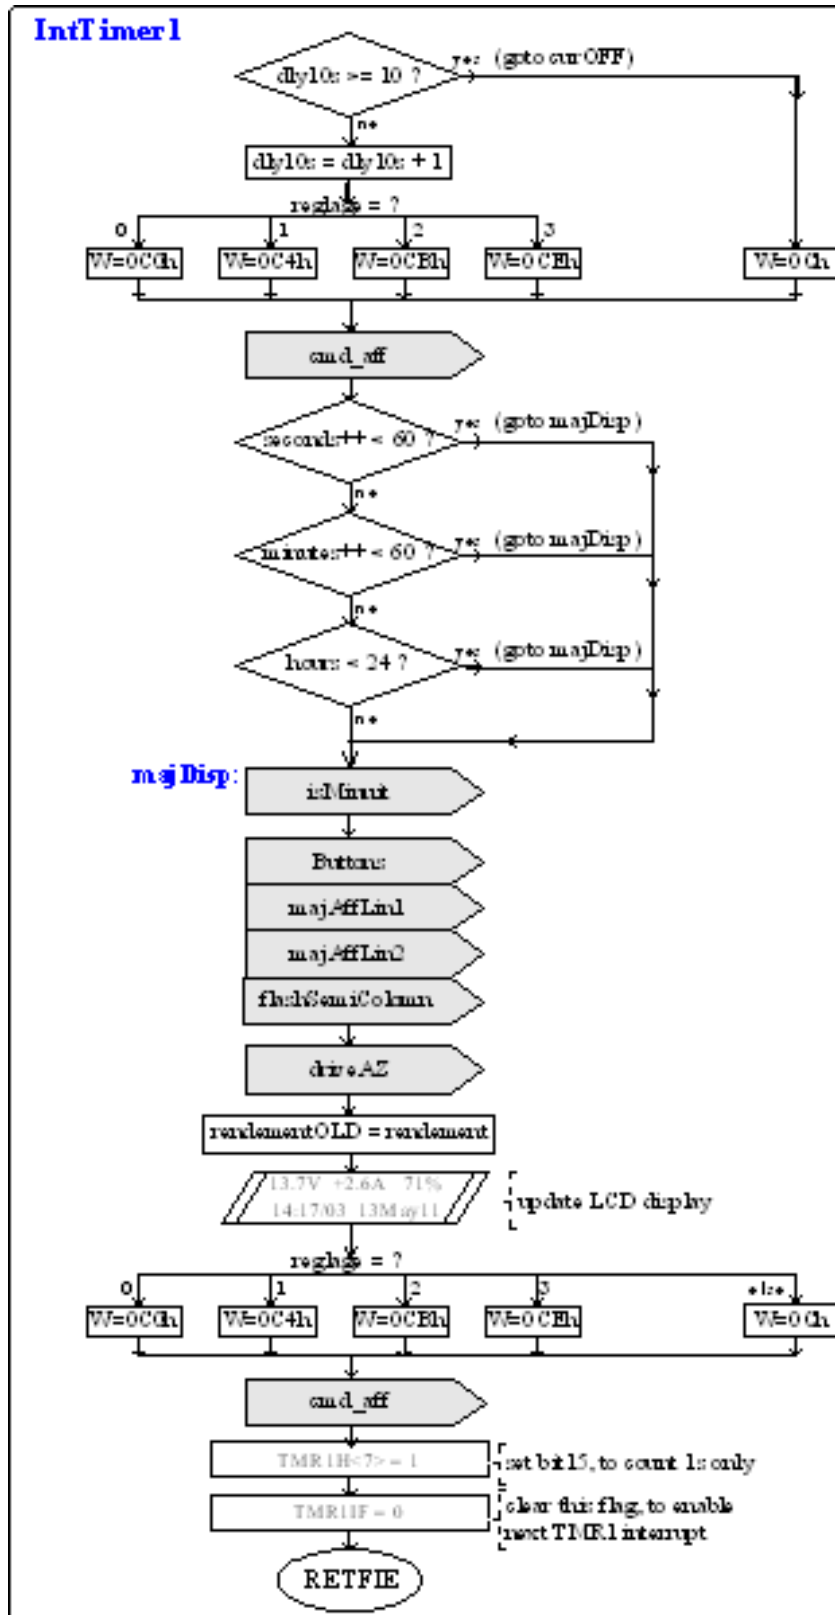 IntTimer1
dly10s >= 10 ?
yes (goto curOFF)
no
dly10s = dly10s + 1
reglage = ?
0 1 2 3
W=0C0h W=0C4h W=0CBh W=0CEh W=0Ch
cmd_aff
seconds++ < 60 ?
yes (goto majDisp)
no
minutes++ < 60 ?
yes (goto majDisp)
no
hours < 24 ?
yes (goto majDisp)
no
majDisp:
isMinuit
Buttons
majAffLin1
majAffLin2
flashSemiColumn
driveAZ
rendementOLD = rendement
13.7V +2.6A 71%
14:17/03 13May11
update LCD display
reglage = ?
0 1 2 3 else
W=0C0h W=0C4h W=0CBh W=0CEh W=0Ch
cmd_aff
TMR1H<7> = 1
set bit15, to count 1s only
TMR1IF = 0
clear this flag, to enable
next TMR1 interrupt
RETFIE